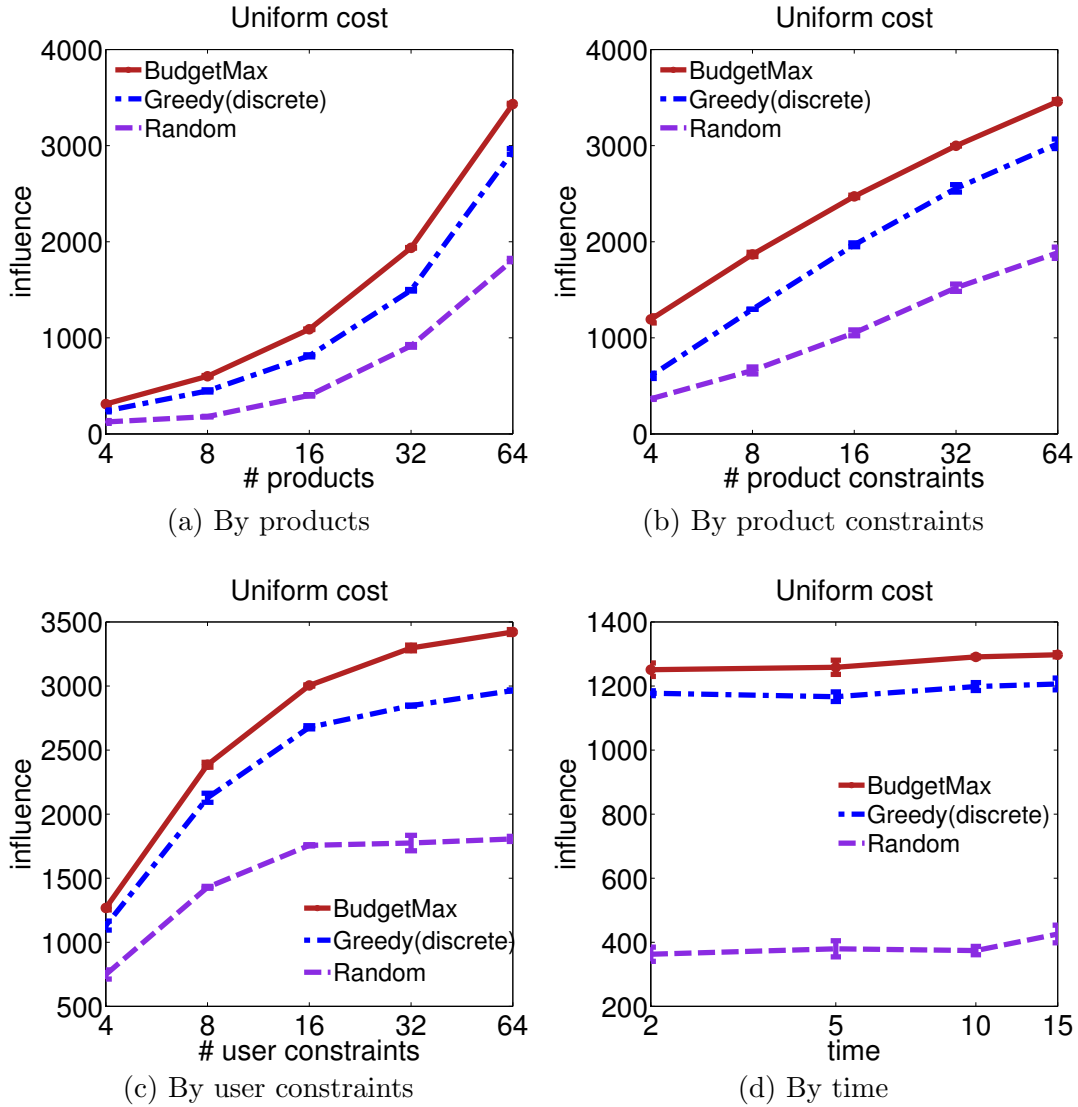 Uniform cost
4000
3000
2000
1000
0
influence
BudgetMax
Greedy(discrete)
Random
4 8 16 32 64
# products
(a) By products
Uniform cost
4000
3000
2000
1000
0
influence
BudgetMax
Greedy(discrete)
Random
4 8 16 32 64
# product constraints
(b) By product constraints
Uniform cost
3500
3000
2500
2000
1500
1000
500
influence
BudgetMax
Greedy(discrete)
Random
4 8 16 32 64
# user constraints
(c) By user constraints
Uniform cost
1400
1200
1000
800
600
400
200
influence
BudgetMax
Greedy(discrete)
Random
2 5 10 15
time
(d) By time